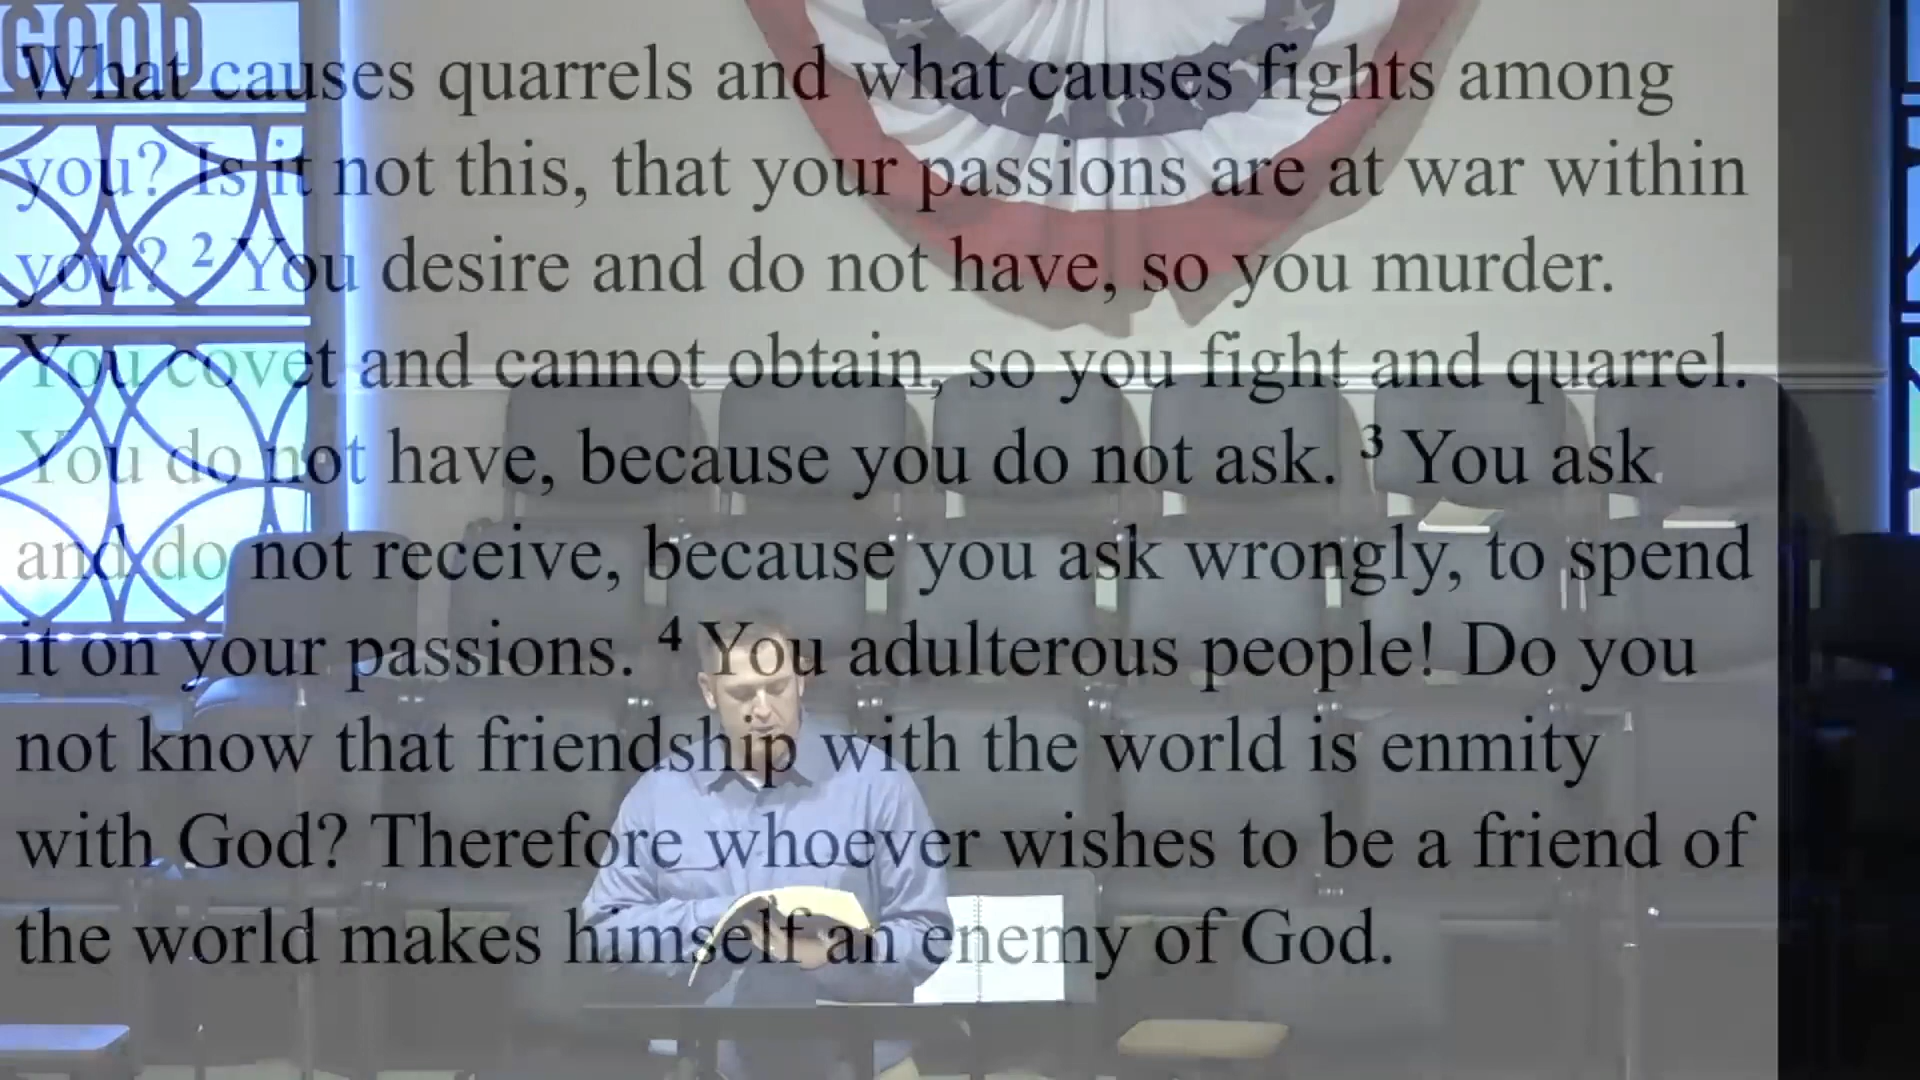 GOOD
What causes quarrels and what causes fights among
you? Is it not this, that your passions are at war within
you? 2 You desire and do not have, so you murder.
You covet and cannot obtain, so you fight and quarrel.
You do not have, because you do not ask. 3 You ask
and do not receive, because you ask wrongly, to spend
it on your passions. 4 You adulterous people! Do you
not know that friendship with the world is enmity
with God? Therefore whoever wishes to be a friend of
the world makes himself an enemy of God.